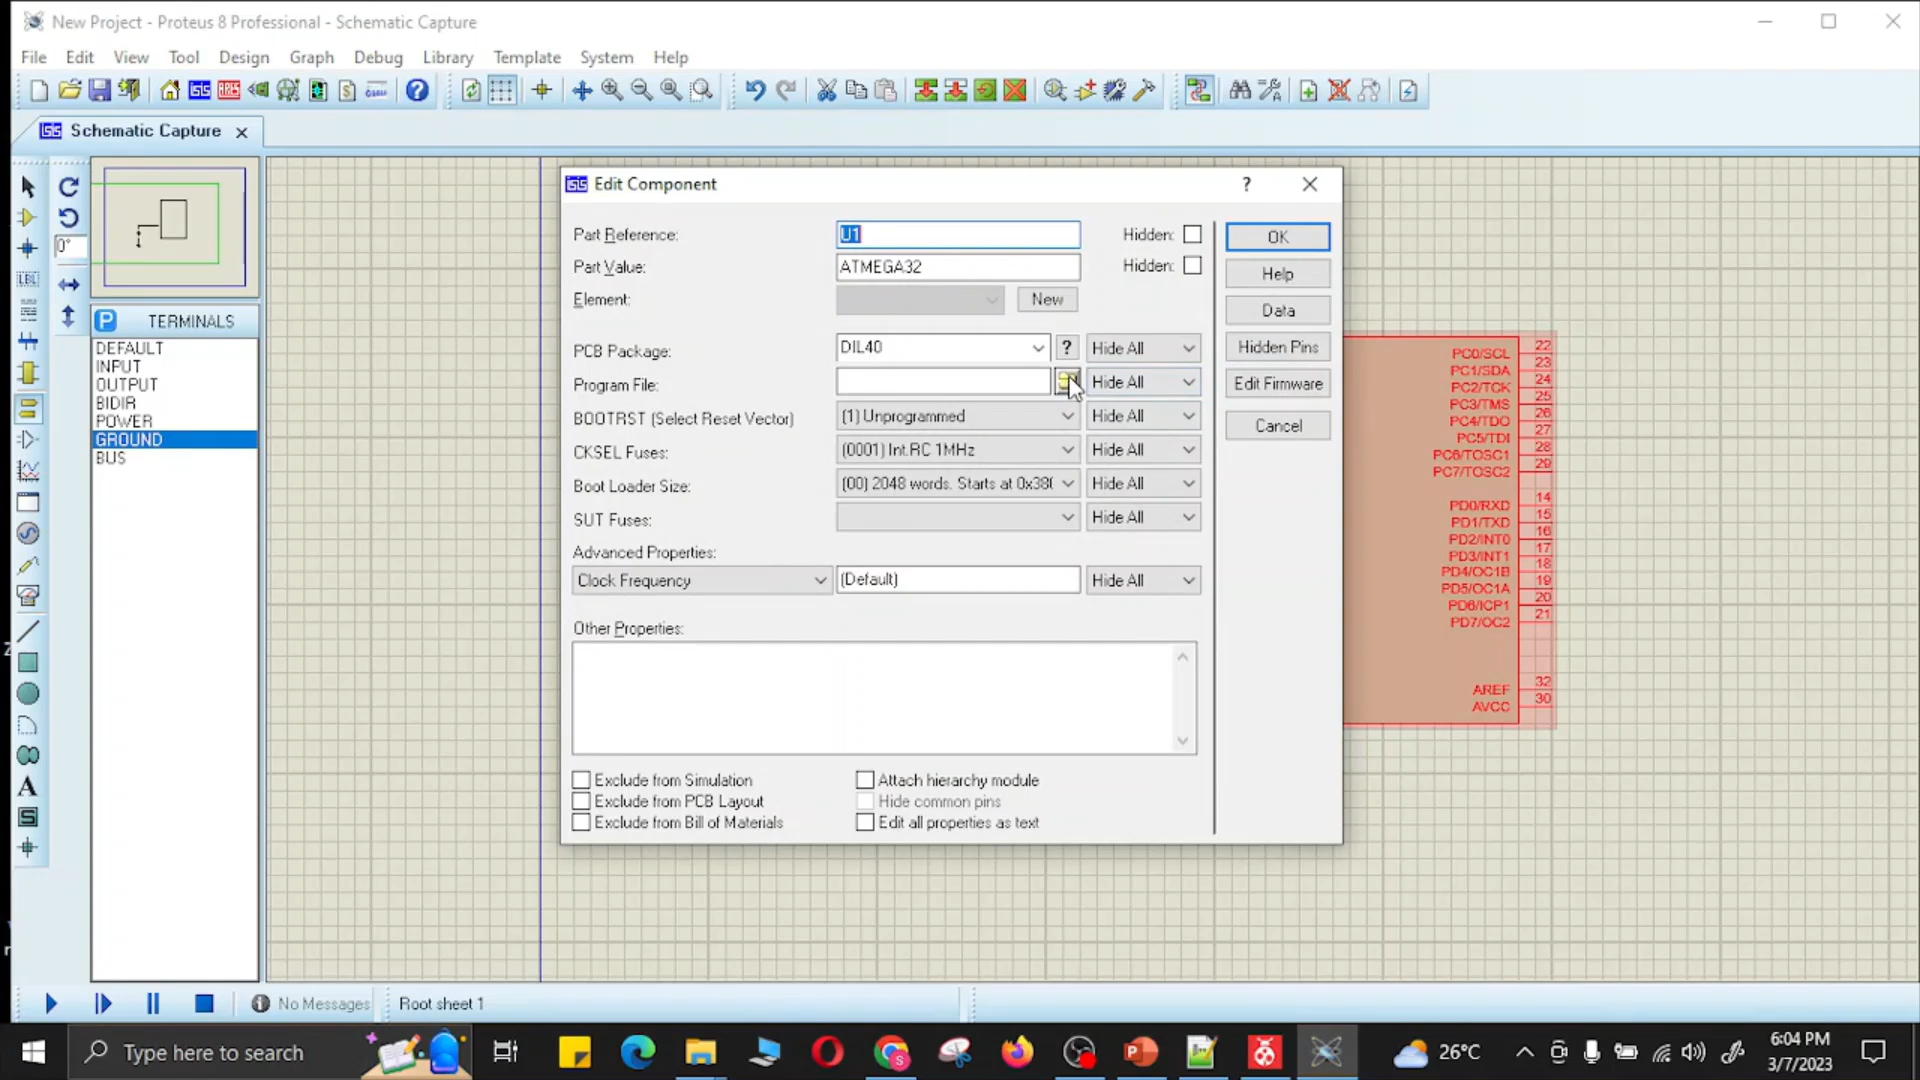 New Project - Proteus 8 Professional - Schematic Capture
File Edit View Tool Design Graph Debug Library Template System Help
Schematic Capture
0°
LBL
P TERMINALS
DEFAULT
INPUT
OUTPUT
BIDIR
POWER
GROUND
BUS
Edit Component
Part Reference: U1 Hidden:
Part Value: ATMEGA32 Hidden:
Element: New
PCB Package: DIL40 ? Hide All
Program File: Hide All
BOOTRST (Select Reset Vector) (1) Unprogrammed Hide All
CKSEL Fuses: (0001) Int.RC 1MHz Hide All
Boot Loader Size: (00) 2048 words. Starts at 0x380 Hide All
SUT Fuses: Hide All
Advanced Properties:
Clock Frequency (Default) Hide All
Other Properties:
Exclude from Simulation Attach hierarchy module
Exclude from PCB Layout Hide common pins
Exclude from Bill of Materials Edit all properties as text
OK
Help
Data
Hidden Pins
Edit Firmware
Cancel
PC0/SCL 22
PC1/SDA 23
PC2/TCK 24
PC3/TMS 25
PC4/TDO 26
PC5/TDI 27
PC6/TOSC1 28
PC7/TOSC2 29
PD0/RXD 14
PD1/TXD 15
PD2/INT0 16
PD3/INT1 17
PD4/OC1B 18
PD5/OC1A 19
PD6/ICP1 20
PD7/OC2 21
AREF 32
AVCC 30
No Messages Root sheet 1
Type here to search
26°C
6:04 PM
3/7/2023